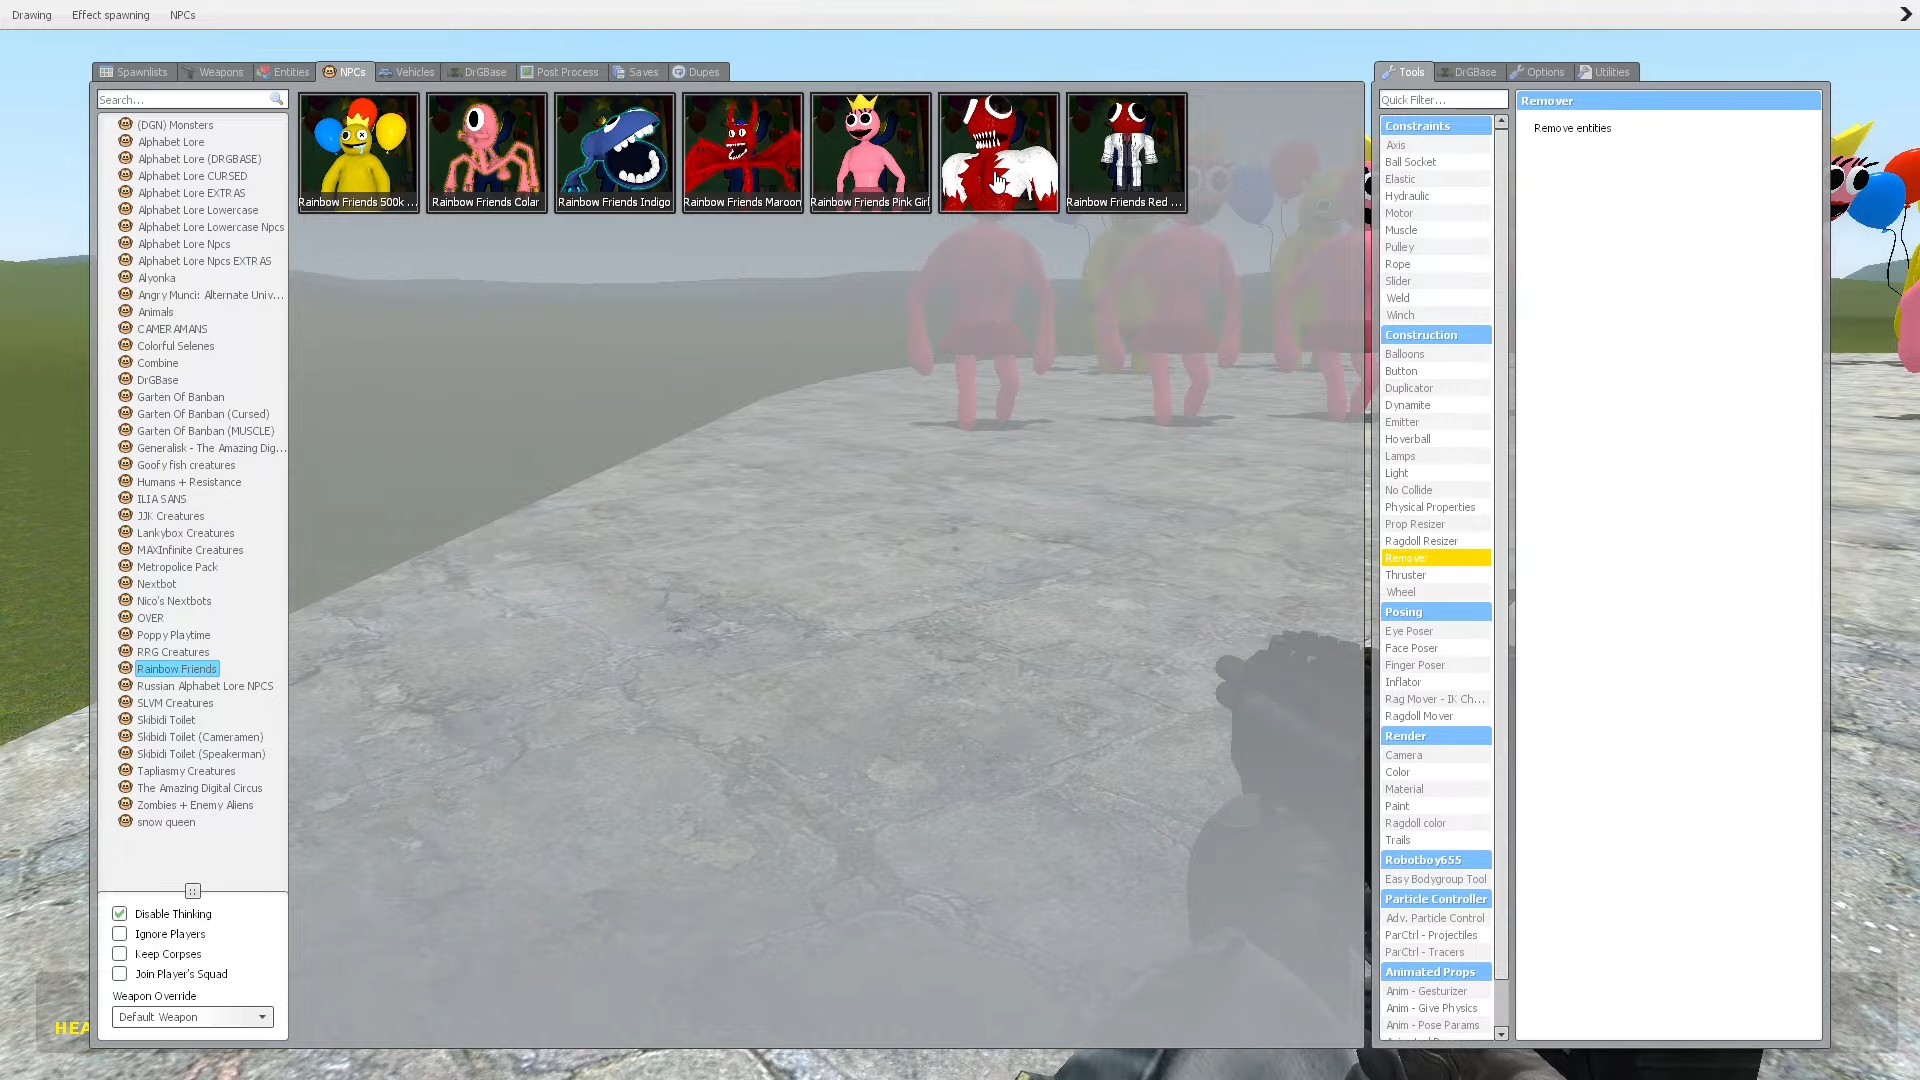 Drawing Effect spawning NPCs
Spawnlists Weapons Entities NPCs Vehicles DrGBase Post Process Saves Dupes
Search...
(DGN) Monsters
Alphabet Lore
Alphabet Lore (DRGBASE)
Alphabet Lore CURSED
Alphabet Lore EXTRAS
Alphabet Lore Lowercase
Alphabet Lore Lowercase Npcs
Alphabet Lore Npcs
Alphabet Lore Npcs EXTRAS
Alyonka
Angry Munci: Alternate Univ...
Animals
CAMERAMANS
Colorful Selenes
Combine
DrGBase
Garten Of Banban
Garten Of Banban (Cursed)
Garten Of Banban (MUSCLE)
Generalisk - The Amazing Dig...
Goofy fish creatures
Humans + Resistance
ILIA SANS
JJK Creatures
Lankybox Creatures
MAXInfinite Creatures
Metropolice Pack
Nextbot
Nico's Nextbots
OVER
Poppy Playtime
RRG Creatures
Rainbow Friends
Russian Alphabet Lore NPCS
SLVM Creatures
Skibidi Toilet
Skibidi Toilet (Cameramen)
Skibidi Toilet (Speakerman)
Tapliasmy Creatures
The Amazing Digital Circus
Zombies + Enemy Aliens
snow queen
Disable Thinking
Ignore Players
Keep Corpses
Join Player's Squad
Weapon Override
Default Weapon
HEA
Rainbow Friends 500k ...
Rainbow Friends Colar
Rainbow Friends Indigo
Rainbow Friends Maroon
Rainbow Friends Pink Girl
Rainbow Friends Red ...
Tools DrGBase Options Utilities
Quick Filter...
Constraints
Axis
Ball Socket
Elastic
Hydraulic
Motor
Muscle
Pulley
Rope
Slider
Weld
Winch
Construction
Balloons
Button
Duplicator
Dynamite
Emitter
Hoverball
Lamps
Light
No Collide
Physical Properties
Prop Resizer
Ragdoll Resizer
Remover
Thruster
Wheel
Posing
Eye Poser
Face Poser
Finger Poser
Inflator
Rag Mover - IK Ch...
Ragdoll Mover
Render
Camera
Color
Material
Paint
Ragdoll color
Trails
Robotboy655
Easy Bodygroup Tool
Particle Controller
Adv. Particle Control
ParCtrl - Projectiles
ParCtrl - Tracers
Animated Props
Anim - Gesturizer
Anim - Give Physics
Anim - Pose Params
Remover
Remove entities